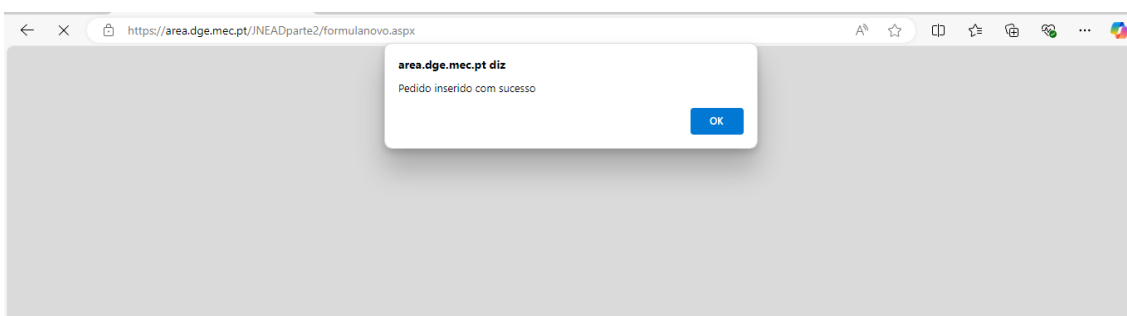 https://area.dge.mec.pt/JNEADparte2/formulanovo.aspx
area.dge.mec.pt diz
Pedido inserido com sucesso
OK